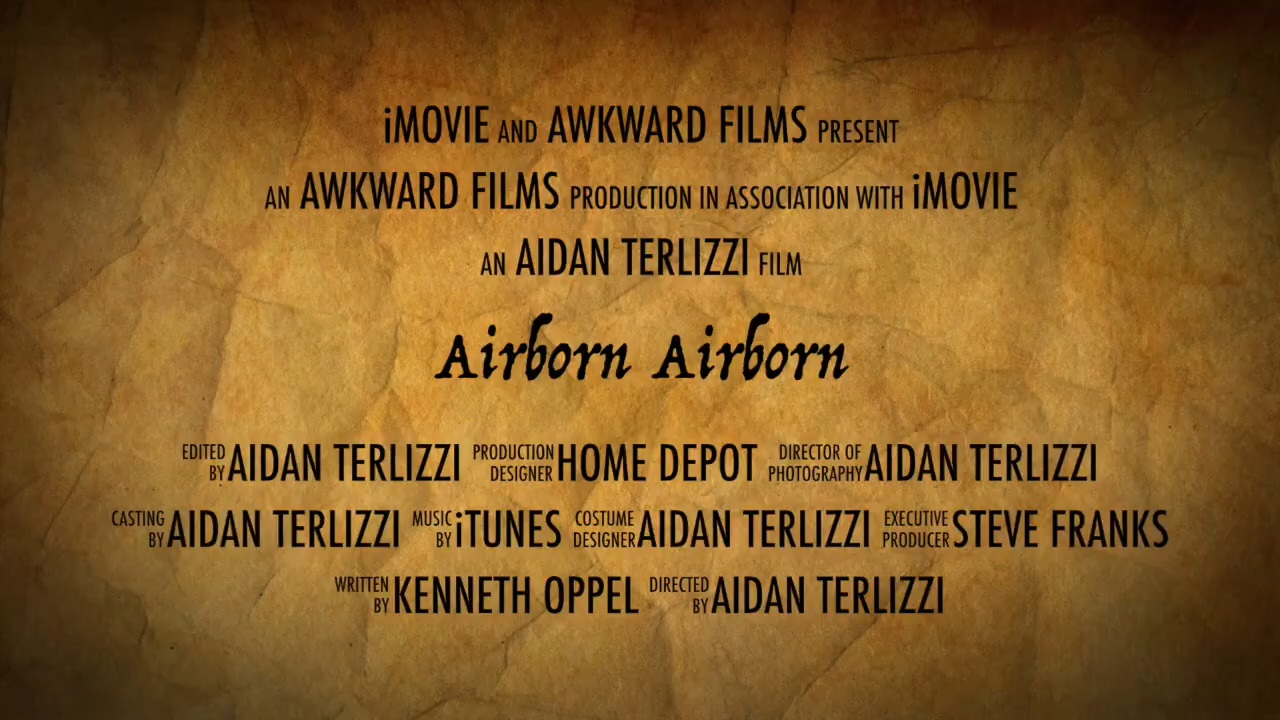 iMOVIE AND AWKWARD FILMS PRESENT
AN AWKWARD FILMS PRODUCTION IN ASSOCIATION WITH iMOVIE
AN AIDAN TERLIZZI FILM
Airborn Airborn
EDITED BY AIDAN TERLIZZI PRODUCTION DESIGNER HOME DEPOT DIRECTOR OF PHOTOGRAPHY AIDAN TERLIZZI
CASTING BY AIDAN TERLIZZI MUSIC BY iTUNES COSTUME DESIGNER AIDAN TERLIZZI EXECUTIVE PRODUCER STEVE FRANKS
WRITTEN BY KENNETH OPPEL DIRECTED BY AIDAN TERLIZZI